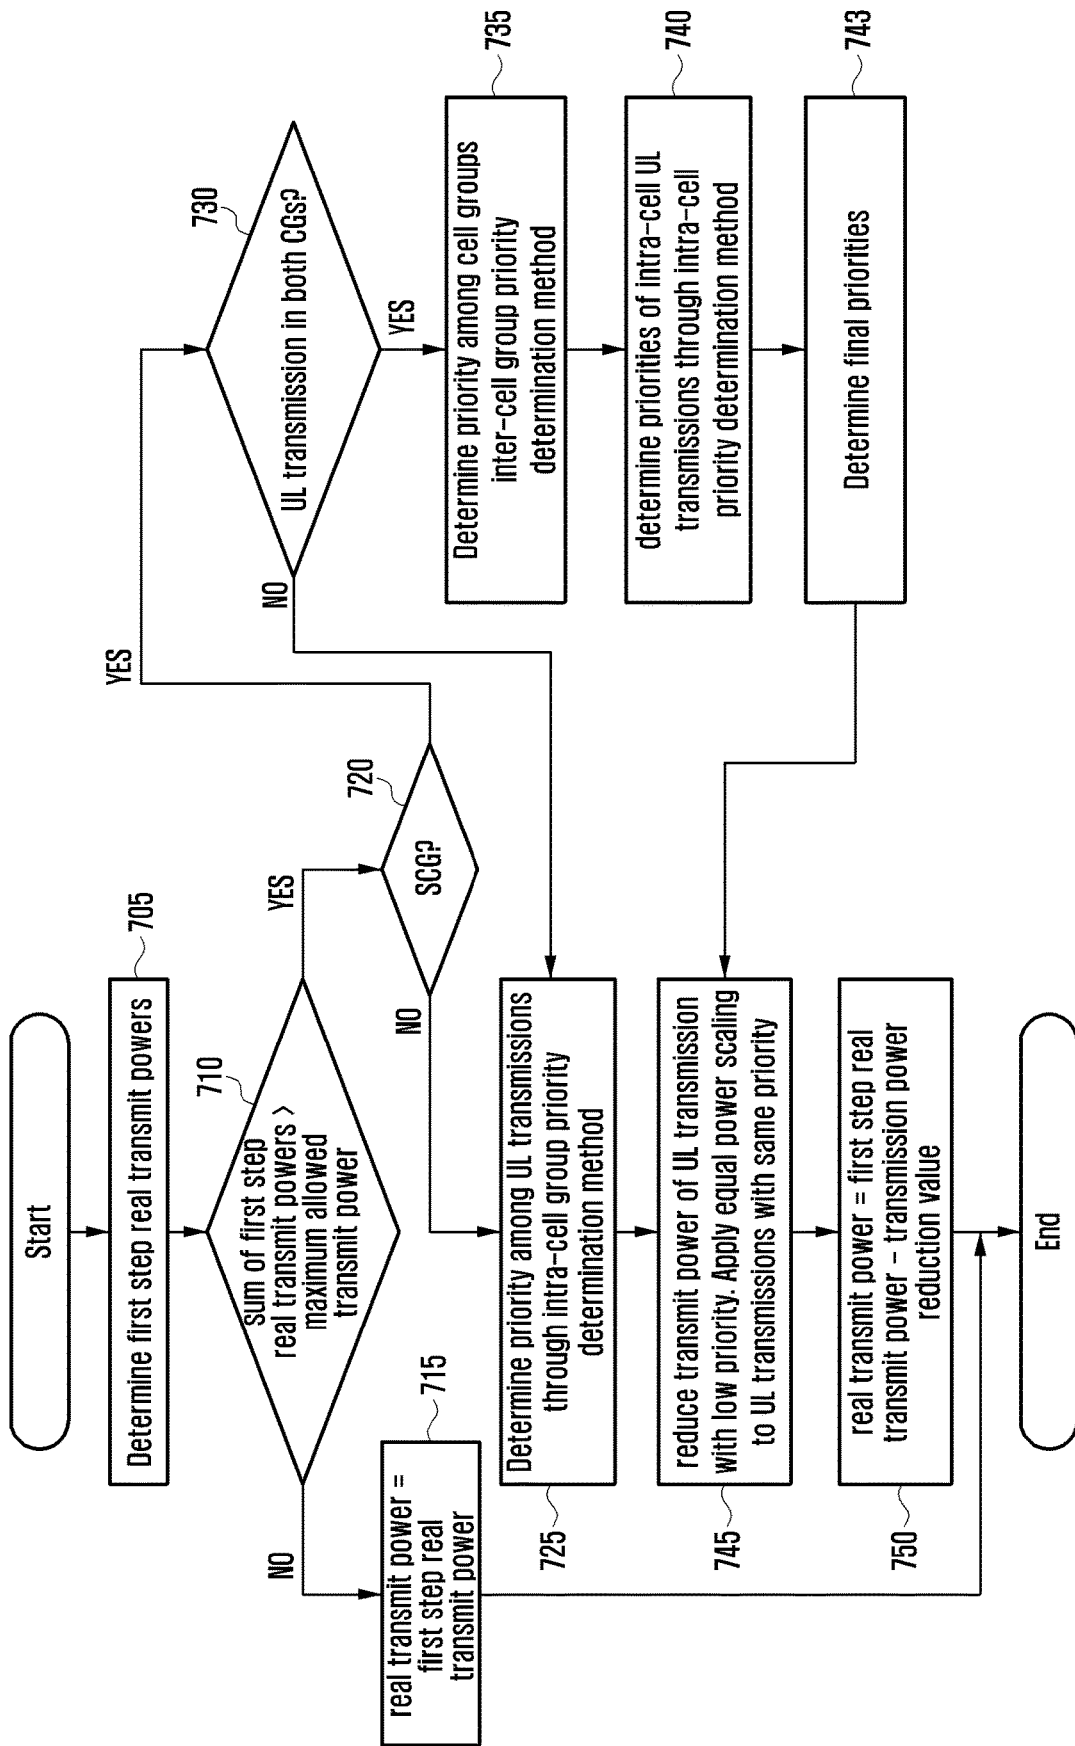 Start
Determine first step real transmit powers
705
sum of first step
real transmit powers >
maximum allowed
transmit power
710
NO
YES
real transmit power =
first step real
transmit power
715
SCG?
720
NO
YES
UL transmission in both CGs?
730
NO
YES
Determine priority among UL transmissions
through intra-cell group priority
determination method
725
Determine priority among cell groups
inter-cell group priority
determination method
735
determine priorities of intra-cell UL
transmissions through intra-cell
priority determination method
740
Determine final priorities
743
reduce transmit power of UL transmission
with low priority. Apply equal power scaling
to UL transmissions with same priority
745
real transmit power = first step real
transmit power - transmission power
reduction value
750
End